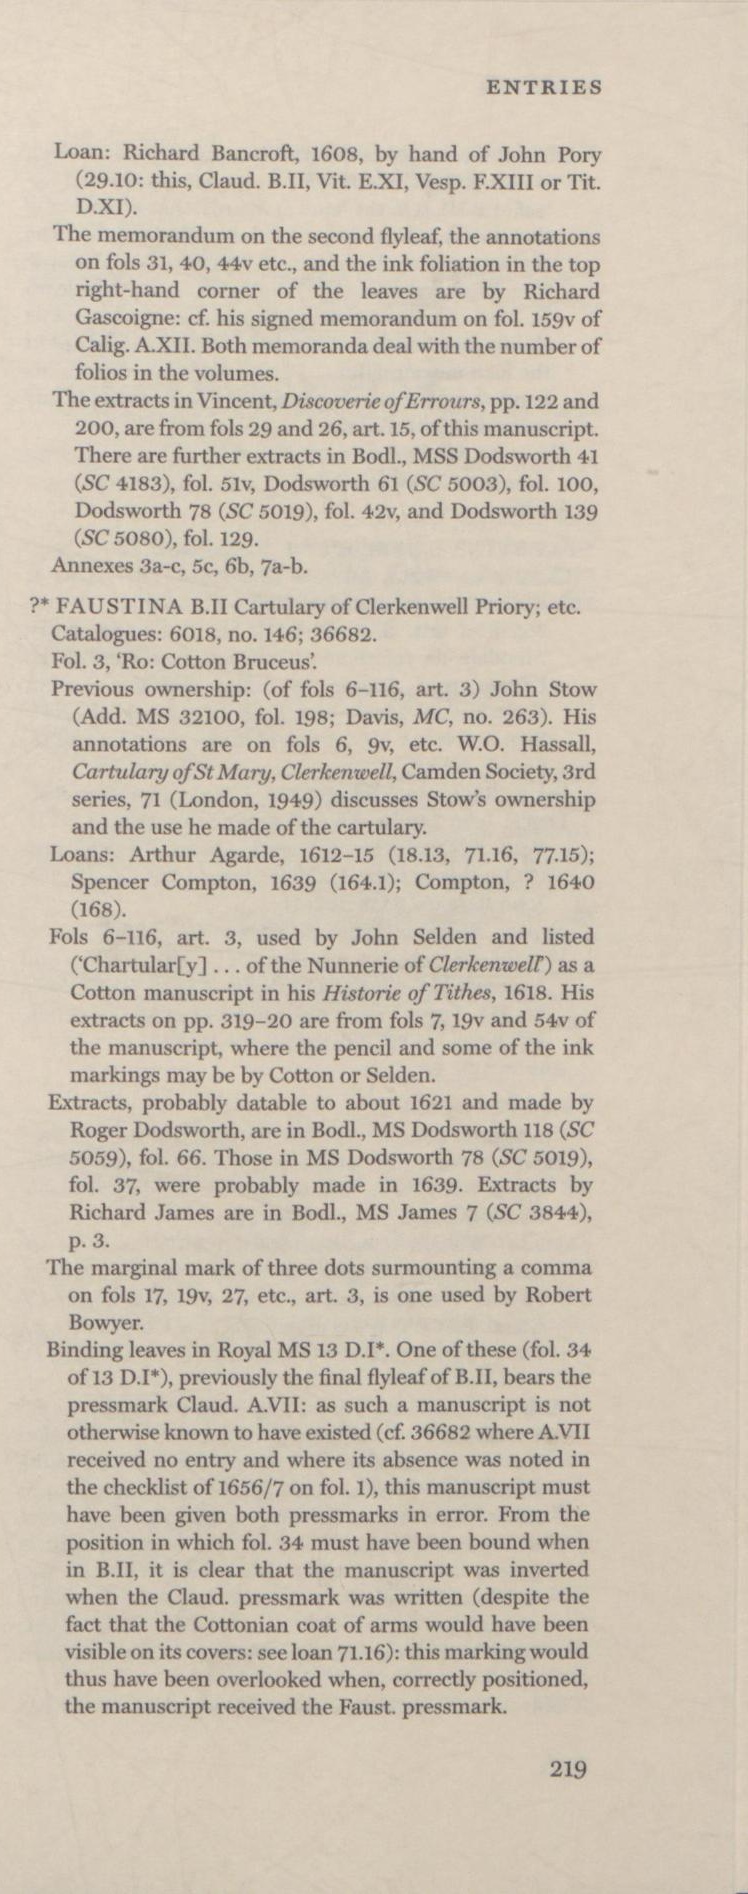 ENTRIES
Loan: Richard Bancroft, 1608, by hand of John Pory
(29.10: this, Claud. B.II, Vit. E.XI, Vesp. F.XIII or Tit.
D.XI).
The memorandum on the second flyleaf, the annotations
on fols 31, 40, 44v etc., and the ink foliation in the top
right-hand corner of the leaves are by Richard
Gascoigne: cf. his signed memorandum on fol. 159v of
Calig. A.XII. Both memoranda deal with the number of
folios in the volumes.
The extracts in Vincent, Discoverie of Errours, pp. 122 and
200, are from fols 29 and 26, art. 15, of this manuscript.
There are further extracts in Bodl., MSS Dodsworth 41
(SC 4183), fol. 51v, Dodsworth 61 (SC 5003), fol. 100,
Dodsworth 78 (SC 5019), fol. 42v, and Dodsworth 139
(SC 5080), fol. 129.
Annexes 3a-c, 5c, 6b, 7a-b.
?* FAUSTINA B.II Cartulary of Clerkenwell Priory; etc.
Catalogues: 6018, no. 146; 36682.
Fol. 3, ‘Ro: Cotton Bruceus’.
Previous ownership: (of fols 6–116, art. 3) John Stow
(Add. MS 32100, fol. 198; Davis, MC, no. 263). His
annotations are on fols 6, 9v, etc. W.O. Hassall,
Cartulary of St Mary, Clerkenwell, Camden Society, 3rd
series, 71 (London, 1949) discusses Stow’s ownership
and the use he made of the cartulary.
Loans: Arthur Agarde, 1612–15 (18.13, 71.16, 77.15);
Spencer Compton, 1639 (164.1); Compton, ? 1640
(168).
Fols 6–116, art. 3, used by John Selden and listed
(‘Chartular[y] . . . of the Nunnerie of Clerkenwell’) as a
Cotton manuscript in his Historie of Tithes, 1618. His
extracts on pp. 319–20 are from fols 7, 19v and 54v of
the manuscript, where the pencil and some of the ink
markings may be by Cotton or Selden.
Extracts, probably datable to about 1621 and made by
Roger Dodsworth, are in Bodl., MS Dodsworth 118 (SC
5059), fol. 66. Those in MS Dodsworth 78 (SC 5019),
fol. 37, were probably made in 1639. Extracts by
Richard James are in Bodl., MS James 7 (SC 3844),
p. 3.
The marginal mark of three dots surmounting a comma
on fols 17, 19v, 27, etc., art. 3, is one used by Robert
Bowyer.
Binding leaves in Royal MS 13 D.I*. One of these (fol. 34
of 13 D.I*), previously the final flyleaf of B.II, bears the
pressmark Claud. A.VII: as such a manuscript is not
otherwise known to have existed (cf. 36682 where A.VII
received no entry and where its absence was noted in
the checklist of 1656/7 on fol. 1), this manuscript must
have been given both pressmarks in error. From the
position in which fol. 34 must have been bound when
in B.II, it is clear that the manuscript was inverted
when the Claud. pressmark was written (despite the
fact that the Cottonian coat of arms would have been
visible on its covers: see loan 71.16): this marking would
thus have been overlooked when, correctly positioned,
the manuscript received the Faust. pressmark.
219